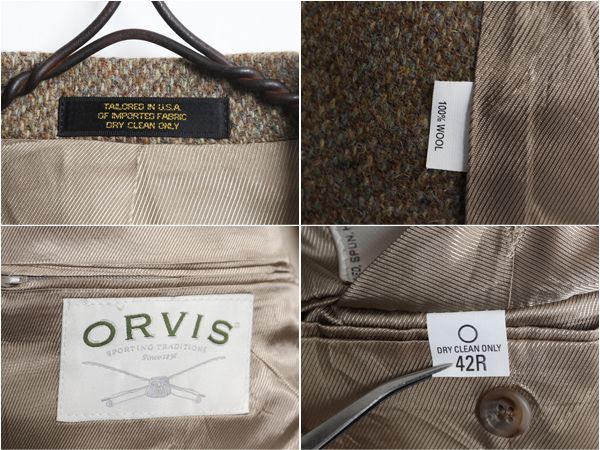 TAILORED IN U.S.A.
OF IMPORTED FABRIC
DRY CLEAN ONLY
100% WOOL
ORVIS®
SPORTING TRADITIONS
Since 1856
DRY CLEAN ONLY
42R